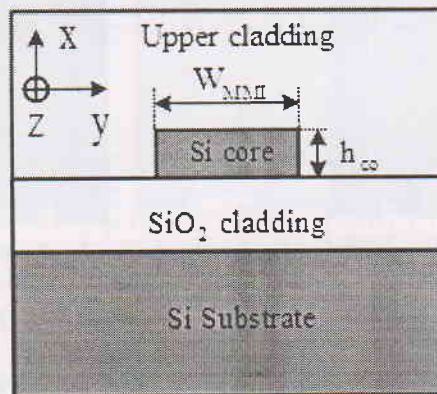 X
Upper cladding
W_MMI
Z
y
Si core
h_co
SiO₂ cladding
Si Substrate